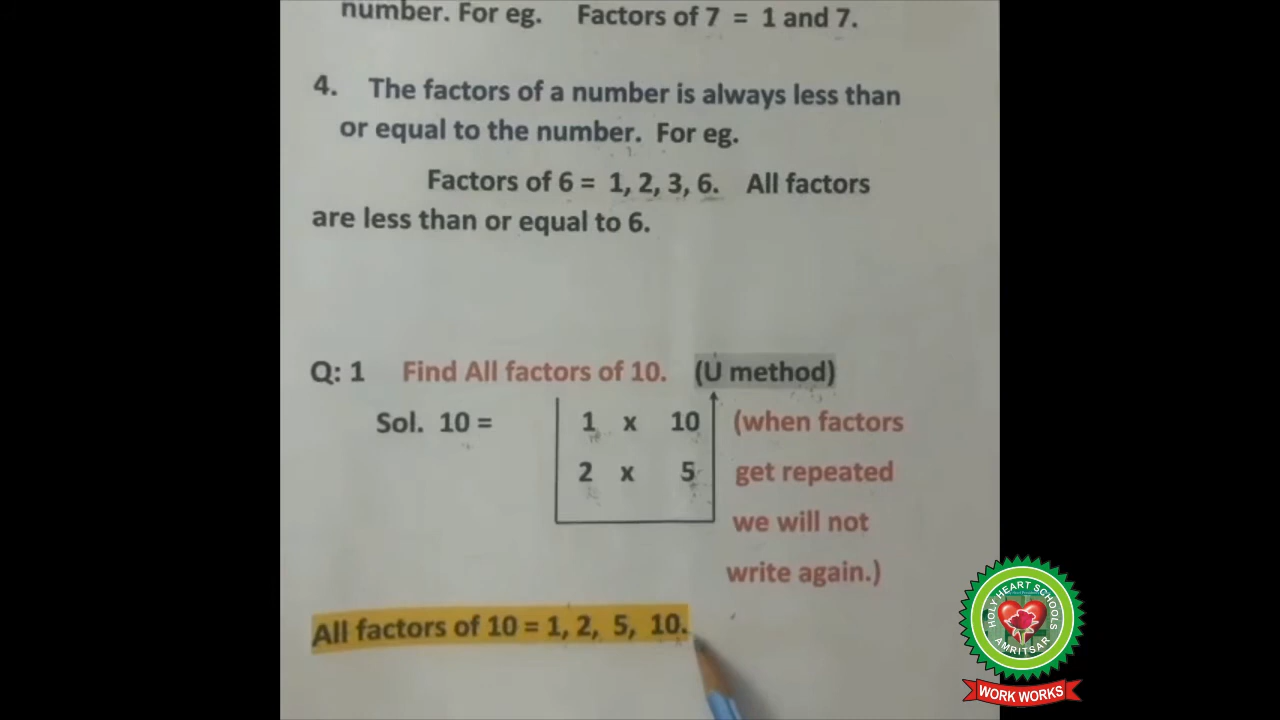 number. For eg. Factors of 7 = 1 and 7.
4. The factors of a number is always less than
or equal to the number. For eg.
Factors of 6 = 1, 2, 3, 6. All factors
are less than or equal to 6.
Q: 1 Find All factors of 10. (U method)
Sol. 10 = 1 x 10 (when factors
2 x 5 get repeated
we will not
write again.)
All factors of 10 = 1, 2, 5, 10.
HOLY HEART SCHOOLS
AMRITSAR
WORK WORKS